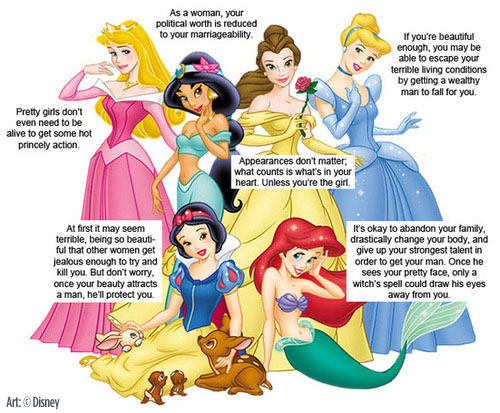 As a woman, your
political worth is reduced
to your marriageability.
If you're beautiful
enough, you may be
able to escape your
terrible living conditions
by getting a wealthy
man to fall for you.
Pretty girls don't
even need to be
alive to get some hot
princely action.
Appearances don't matter;
what counts is what's in your
heart. Unless you're the girl.
At first it may seem
terrible, being so beauti-
ful that other women get
jealous enough to try and
kill you. But don't worry,
once your beauty attracts
a man, he'll protect you.
It's okay to abandon your family,
drastically change your body, and
give up your strongest talent in
order to get your man. Once he
sees your pretty face, only a
witch's spell could draw his eyes
away from you.
Art: © Disney